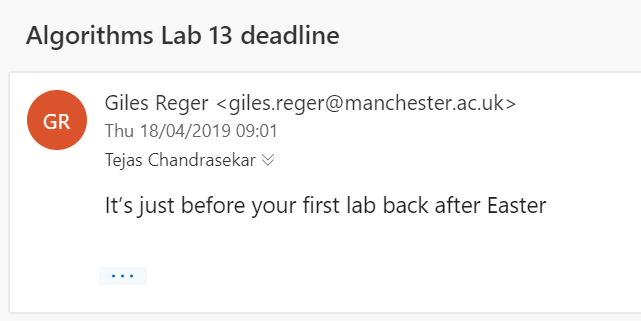 Algorithms Lab 13 deadline
GR
Giles Reger <giles.reger@manchester.ac.uk>
Thu 18/04/2019 09:01
Tejas Chandrasekar
It’s just before your first lab back after Easter
...